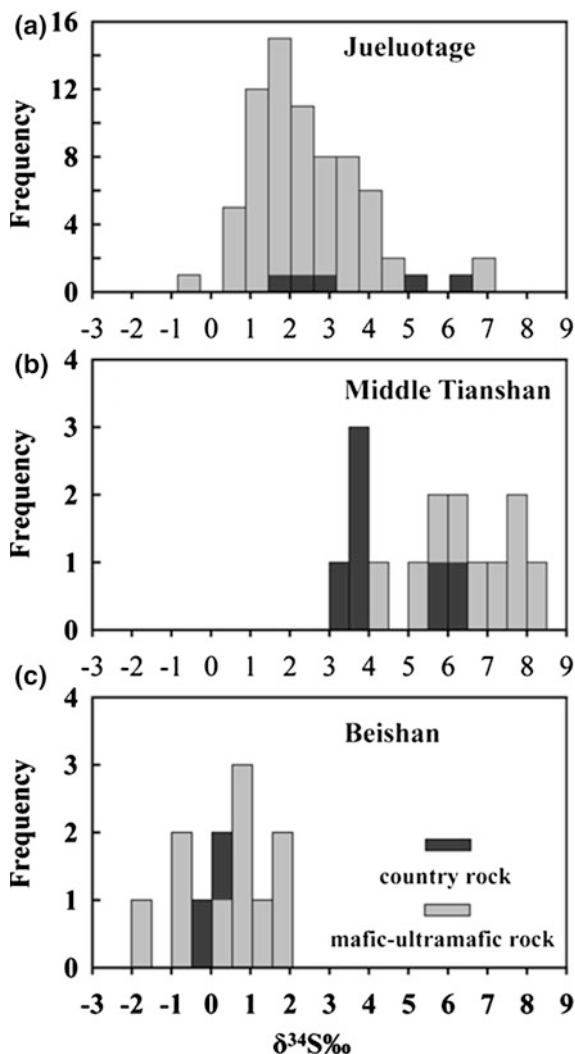 (a)
Jueluotage
Frequency
16
12
8
4
0
-3 -2 -1 0 1 2 3 4 5 6 7 8 9
(b)
Middle Tianshan
Frequency
4
3
2
1
0
-3 -2 -1 0 1 2 3 4 5 6 7 8 9
(c)
Beishan
Frequency
4
3
2
1
0
country rock
mafic-ultramafic rock
-3 -2 -1 0 1 2 3 4 5 6 7 8 9
δ³⁴S‰